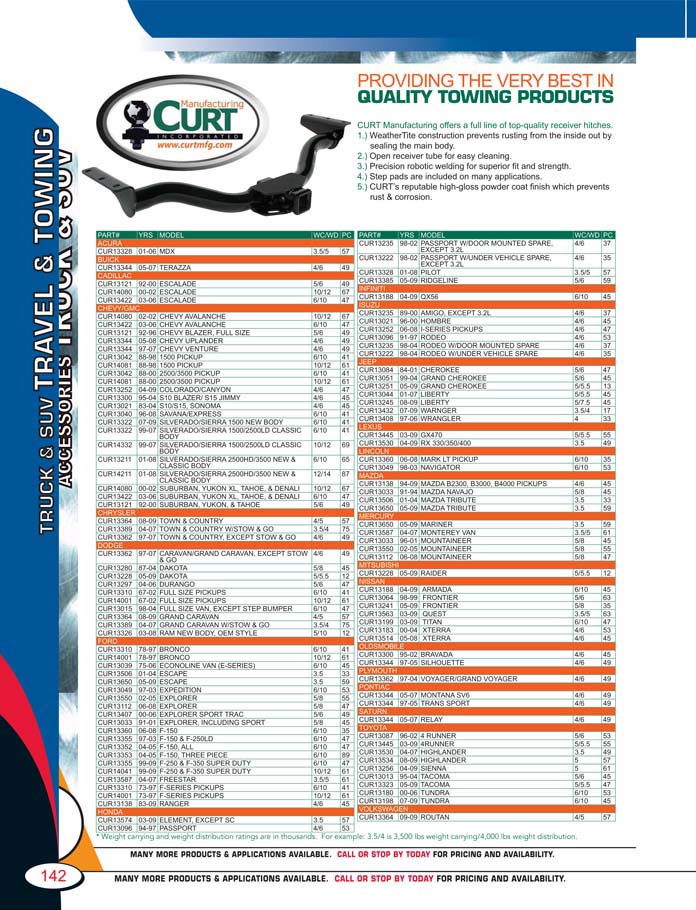 PROVIDING THE VERY BEST IN
QUALITY TOWING PRODUCTS
Manufacturing
CURT
INCORPORATED
www.curtmfg.com
CURT Manufacturing offers a full line of top-quality receiver hitches.
1.) WeatherTite construction prevents rusting from the inside out by
sealing the main body.
2.) Open receiver tube for easy cleaning.
3.) Precision robotic welding for superior fit and strength.
4.) Step pads are included on many applications.
5.) CURT's reputable high-gloss powder coat finish which prevents
rust & corrosion.
TRUCK & SUV TRAVEL & TOWING
ACCESSORIES TRUCK & SUV
PART# YRS MODEL WC/WD PC
ACURA
CUR13328 01-06 MDX 3.5/5 57
BUICK
CUR13344 05-07 TERAZZA 4/6 49
CADILLAC
CUR13121 92-00 ESCALADE 5/6 49
CUR14080 00-02 ESCALADE 10/12 67
CUR13422 03-06 ESCALADE 6/10 47
CHEVY/GMC
CUR14080 02-02 CHEVY AVALANCHE 10/12 67
CUR13422 03-06 CHEVY AVALANCHE 6/10 47
CUR13121 92-96 CHEVY BLAZER, FULL SIZE 5/6 49
CUR13344 05-08 CHEVY UPLANDER 4/6 49
CUR13344 97-07 CHEVY VENTURE 4/6 49
CUR13042 88-98 1500 PICKUP 6/10 41
CUR14081 88-98 1500 PICKUP 10/12 61
CUR13042 88-00 2500/3500 PICKUP 6/10 41
CUR14081 88-00 2500/3500 PICKUP 10/12 61
CUR13252 04-09 COLORADO/CANYON 4/6 47
CUR13300 95-04 S10 BLAZER/ S15 JIMMY 4/6 45
CUR13021 83-04 S10/S15, SONOMA 4/6 45
CUR13040 96-08 SAVANA/EXPRESS 6/10 41
CUR13322 07-09 SILVERADO/SIERRA 1500 NEW BODY 6/10 41
CUR13322 99-07 SILVERADO/SIERRA 1500/2500LD CLASSIC 6/10 41
BODY
CUR14332 99-07 SILVERADO/SIERRA 1500/2500LD CLASSIC 10/12 69
BODY
CUR13211 01-08 SILVERADO/SIERRA 2500HD/3500 NEW & 6/10 65
CLASSIC BODY
CUR14211 01-08 SILVERADO/SIERRA 2500HD/3500 NEW & 12/14 87
CLASSIC BODY
CUR14080 00-02 SUBURBAN, YUKON XL, TAHOE, & DENALI 10/12 67
CUR13422 03-06 SUBURBAN, YUKON XL, TAHOE, & DENALI 6/10 47
CUR13121 92-00 SUBURBAN, YUKON, & TAHOE 5/6 49
CHRYSLER
CUR13364 08-09 TOWN & COUNTRY 4/5 57
CUR13389 04-07 TOWN & COUNTRY W/STOW & GO 3.5/4 75
CUR13362 97-07 TOWN & COUNTRY, EXCEPT STOW & GO 4/6 49
DODGE
CUR13362 97-07 CARAVAN/GRAND CARAVAN, EXCEPT STOW 4/6 49
& GO
CUR13280 87-04 DAKOTA 5/8 45
CUR13228 05-09 DAKOTA 5/5.5 12
CUR13297 04-06 DURANGO 5/6 47
CUR13310 67-02 FULL SIZE PICKUPS 6/10 41
CUR14001 67-02 FULL SIZE PICKUPS 10/12 61
CUR13015 98-04 FULL SIZE VAN, EXCEPT STEP BUMPER 6/10 47
CUR13364 08-09 GRAND CARAVAN 4/5 57
CUR13389 04-07 GRAND CARAVAN W/STOW & GO 3.5/4 75
CUR13326 03-08 RAM NEW BODY, OEM STYLE 5/10 12
FORD
CUR13310 78-97 BRONCO 6/10 41
CUR14001 78-97 BRONCO 10/12 61
CUR13039 75-06 ECONOLINE VAN (E-SERIES) 6/10 45
CUR13506 01-04 ESCAPE 3.5 33
CUR13650 05-09 ESCAPE 3.5 59
CUR13049 97-03 EXPEDITION 6/10 53
CUR13550 02-05 EXPLORER 5/8 55
CUR13112 06-08 EXPLORER 5/8 47
CUR13407 00-06 EXPLORER SPORT TRAC 5/6 49
CUR13033 91-01 EXPLORER, INCLUDING SPORT 5/8 45
CUR13360 06-08 F-150 6/10 35
CUR13355 97-03 F-150 & F-250LD 6/10 47
CUR13352 04-05 F-150, ALL 6/10 47
CUR13353 04-05 F-150, THREE PIECE 6/10 89
CUR13355 99-09 F-250 & F-350 SUPER DUTY 6/10 47
CUR14041 99-09 F-250 & F-350 SUPER DUTY 10/12 61
CUR13587 04-07 FREESTAR 3.5/5 61
CUR13310 73-97 F-SERIES PICKUPS 6/10 41
CUR14001 73-97 F-SERIES PICKUPS 10/12 61
CUR13138 83-09 RANGER 4/6 45
HONDA
CUR13574 03-09 ELEMENT, EXCEPT SC 3.5 57
CUR13096 94-97 PASSPORT 4/6 53
PART# YRS MODEL WC/WD PC
CUR13235 98-02 PASSPORT W/DOOR MOUNTED SPARE, 4/6 37
EXCEPT 3.2L
CUR13222 98-02 PASSPORT W/UNDER VEHICLE SPARE, 4/6 35
EXCEPT 3.2L
CUR13328 01-08 PILOT 3.5/5 57
CUR13385 05-09 RIDGELINE 5/6 59
INFINITI
CUR13188 04-09 QX56 6/10 45
ISUZU
CUR13235 89-00 AMIGO, EXCEPT 3.2L 4/6 37
CUR13021 96-00 HOMBRE 4/6 45
CUR13252 06-08 I-SERIES PICKUPS 4/6 47
CUR13096 91-97 RODEO 4/6 53
CUR13235 98-04 RODEO W/DOOR MOUNTED SPARE 4/6 37
CUR13222 98-04 RODEO W/UNDER VEHICLE SPARE 4/6 35
JEEP
CUR13084 84-01 CHEROKEE 5/6 47
CUR13051 99-04 GRAND CHEROKEE 5/6 45
CUR13251 05-09 GRAND CHEROKEE 5/5.5 13
CUR13044 01-07 LIBERTY 5/5.5 45
CUR13245 08-09 LIBERTY 5/7.5 45
CUR13432 07-09 WARNGER 3.5/4 17
CUR13408 97-06 WRANGLER 4 33
LEXUS
CUR13445 03-09 GX470 5/5.5 55
CUR13530 04-09 RX 330/350/400 3.5 49
LINCOLN
CUR13360 06-08 MARK LT PICKUP 6/10 35
CUR13049 98-03 NAVIGATOR 6/10 53
MAZDA
CUR13138 94-09 MAZDA B2300, B3000, B4000 PICKUPS 4/6 45
CUR13033 91-94 MAZDA NAVAJO 5/8 45
CUR13506 01-04 MAZDA TRIBUTE 3.5 33
CUR13650 05-09 MAZDA TRIBUTE 3.5 59
MERCURY
CUR13650 05-09 MARINER 3.5 59
CUR13587 04-07 MONTEREY VAN 3.5/5 61
CUR13033 96-01 MOUNTAINEER 5/8 45
CUR13550 02-05 MOUNTAINEER 5/8 55
CUR13112 06-08 MOUNTAINEER 5/8 47
MITSUBISHI
CUR13228 05-09 RAIDER 5/5.5 12
NISSAN
CUR13188 04-09 ARMADA 6/10 45
CUR13064 98-99 FRONTIER 5/6 63
CUR13241 05-09 FRONTIER 5/8 35
CUR13563 03-09 QUEST 3.5/5 63
CUR13199 03-09 TITAN 6/10 47
CUR13183 00-04 XTERRA 4/6 53
CUR13514 05-08 XTERRA 4/6 45
OLDSMOBILE
CUR13300 95-02 BRAVADA 4/6 45
CUR13344 97-05 SILHOUETTE 4/6 49
PLYMOUTH
CUR13362 97-04 VOYAGER/GRAND VOYAGER 4/6 49
PONTIAC
CUR13344 05-07 MONTANA SV6 4/6 49
CUR13344 97-05 TRANS SPORT 4/6 49
SATURN
CUR13344 05-07 RELAY 4/6 49
TOYOTA
CUR13087 96-02 4 RUNNER 5/6 53
CUR13445 03-09 4RUNNER 5/5.5 55
CUR13530 04-07 HIGHLANDER 3.5 49
CUR13534 08-09 HIGHLANDER 5 57
CUR13256 04-09 SIENNA 5 61
CUR13013 95-04 TACOMA 5/6 45
CUR13323 05-09 TACOMA 5/5.5 47
CUR13180 00-06 TUNDRA 6/10 53
CUR13198 07-09 TUNDRA 6/10 45
VOLKSWAGEN
CUR13364 09-09 ROUTAN 4/5 57
* Weight carrying and weight distribution ratings are in thousands. For example: 3.5/4 is 3,500 lbs weight carrying/4,000 lbs weight distribution.
MANY MORE PRODUCTS & APPLICATIONS AVAILABLE. CALL OR STOP BY TODAY FOR PRICING AND AVAILABILITY.
142
MANY MORE PRODUCTS & APPLICATIONS AVAILABLE. CALL OR STOP BY TODAY FOR PRICING AND AVAILABILITY.